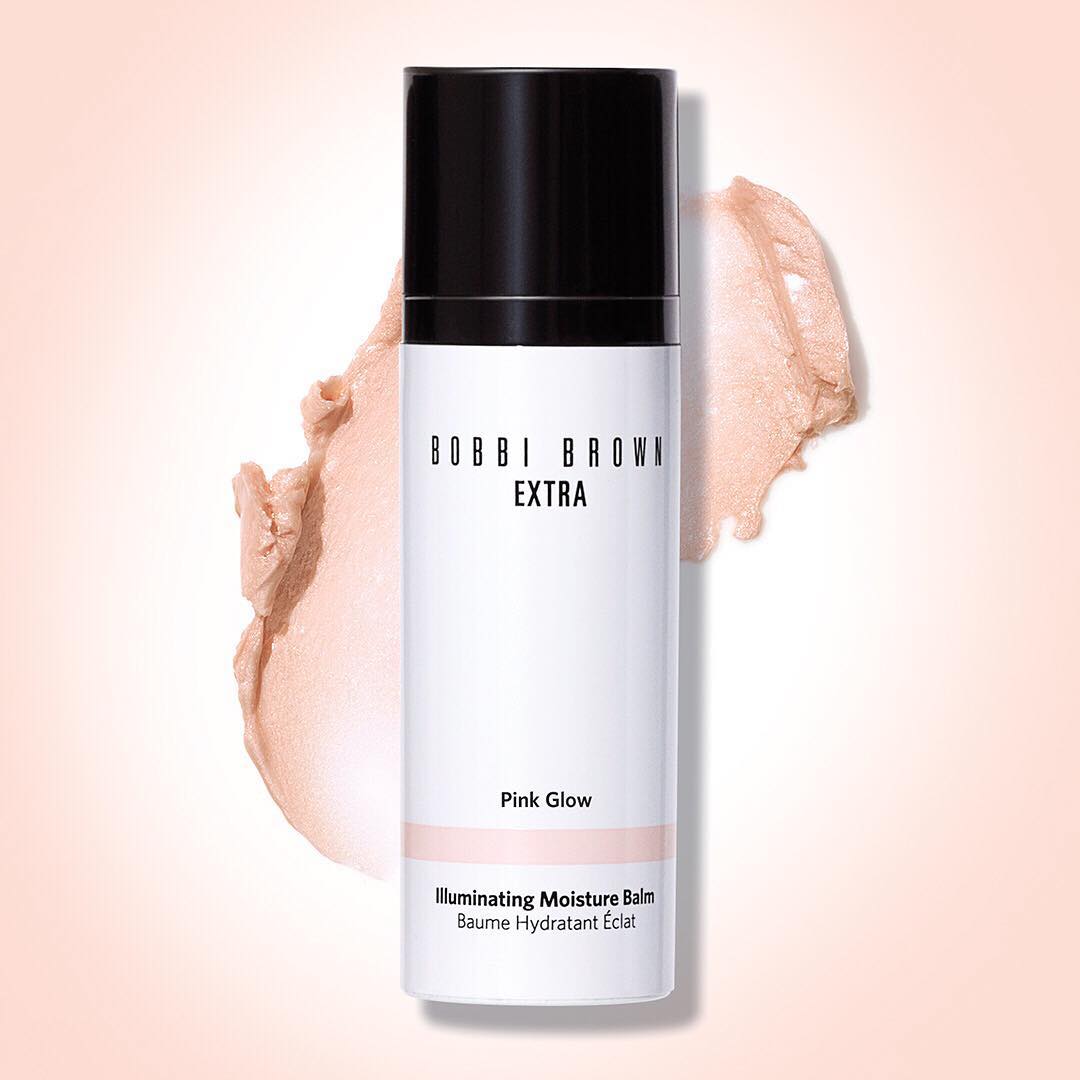 BOBBI BROWN
EXTRA
Pink Glow
Illuminating Moisture Balm
Baume Hydratant Éclat